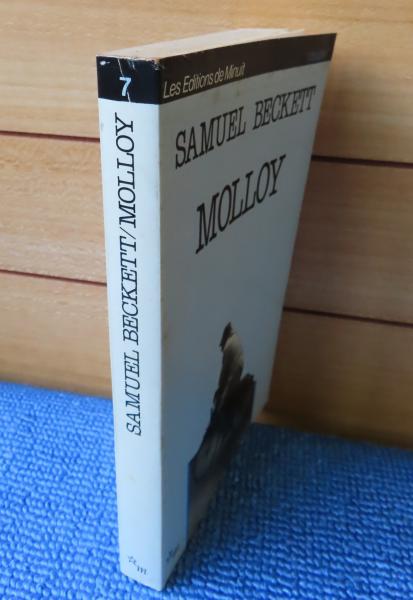 7
SAMUEL BECKETT/MOLLOY
m
Les Editions de Minuit
SAMUEL BECKETT
MOLLOY